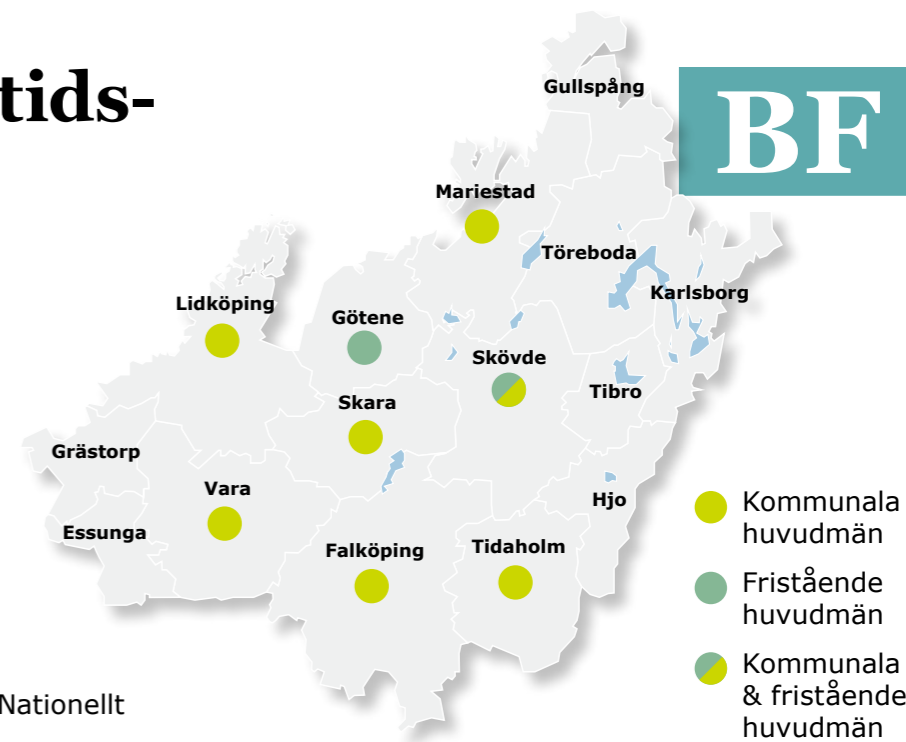 tids-
BF
Gullspång
Mariestad
Töreboda
Karlsborg
Lidköping
Götene
Skövde
Tibro
Skara
Grästorp
Vara
Hjo
Essunga
Falköping
Tidaholm
Kommunala
huvudmän
Fristående
huvudmän
Kommunala
& fristående
huvudmän
Nationellt